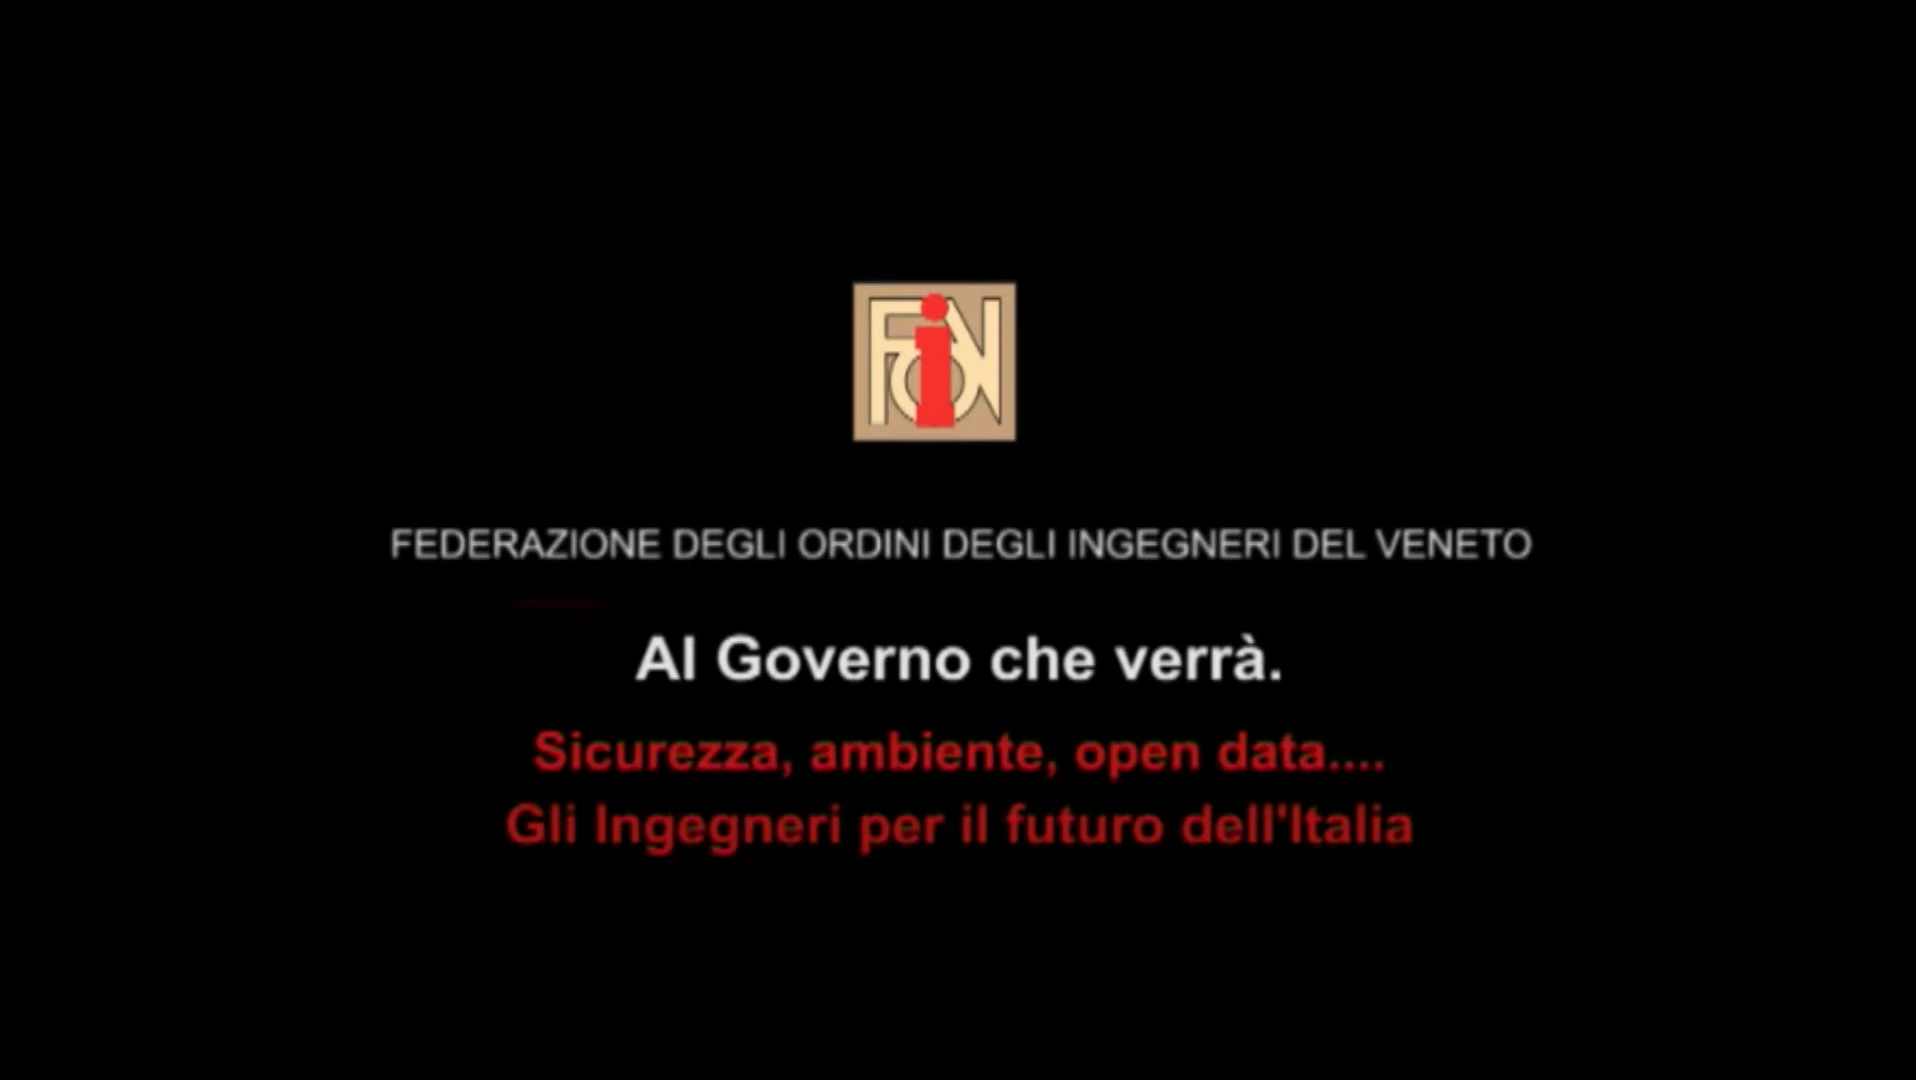 FOIV
FEDERAZIONE DEGLI ORDINI DEGLI INGEGNERI DEL VENETO
Al Governo che verrà.
Sicurezza, ambiente, open data....
Gli Ingegneri per il futuro dell'Italia